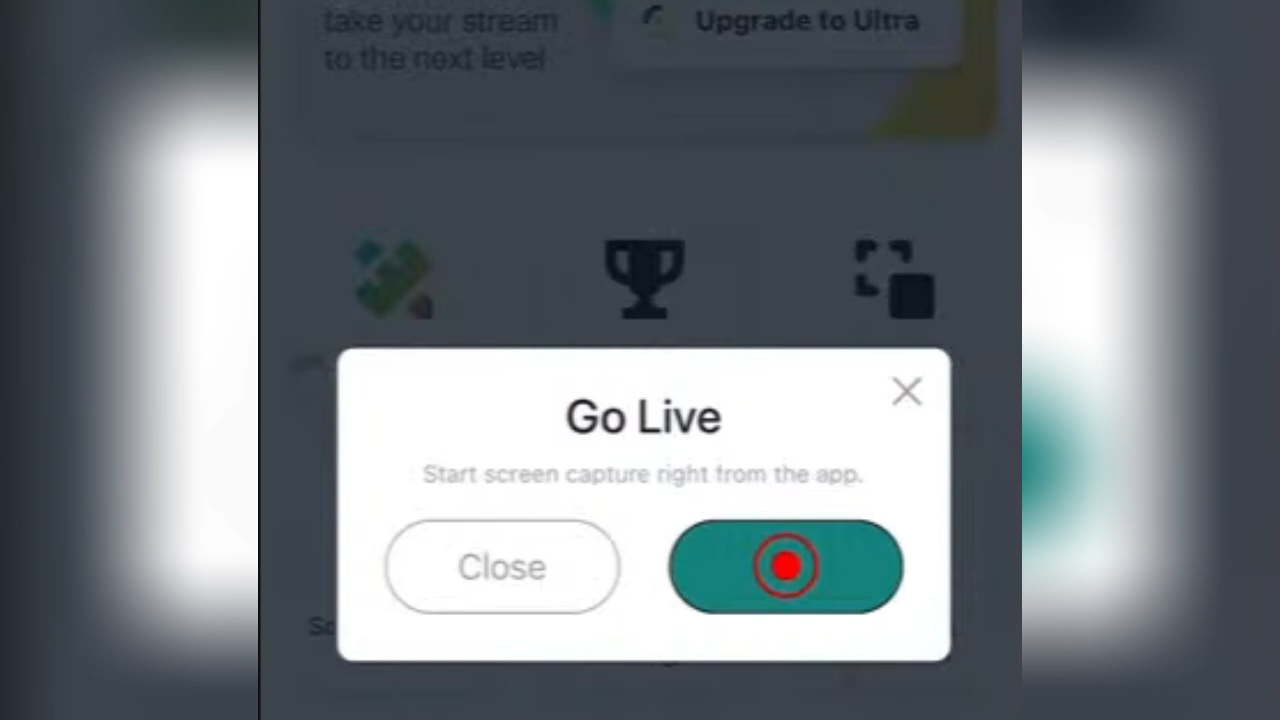 take your stream
to the next level
Upgrade to Ultra
Go Live
Start screen capture right from the app.
Close